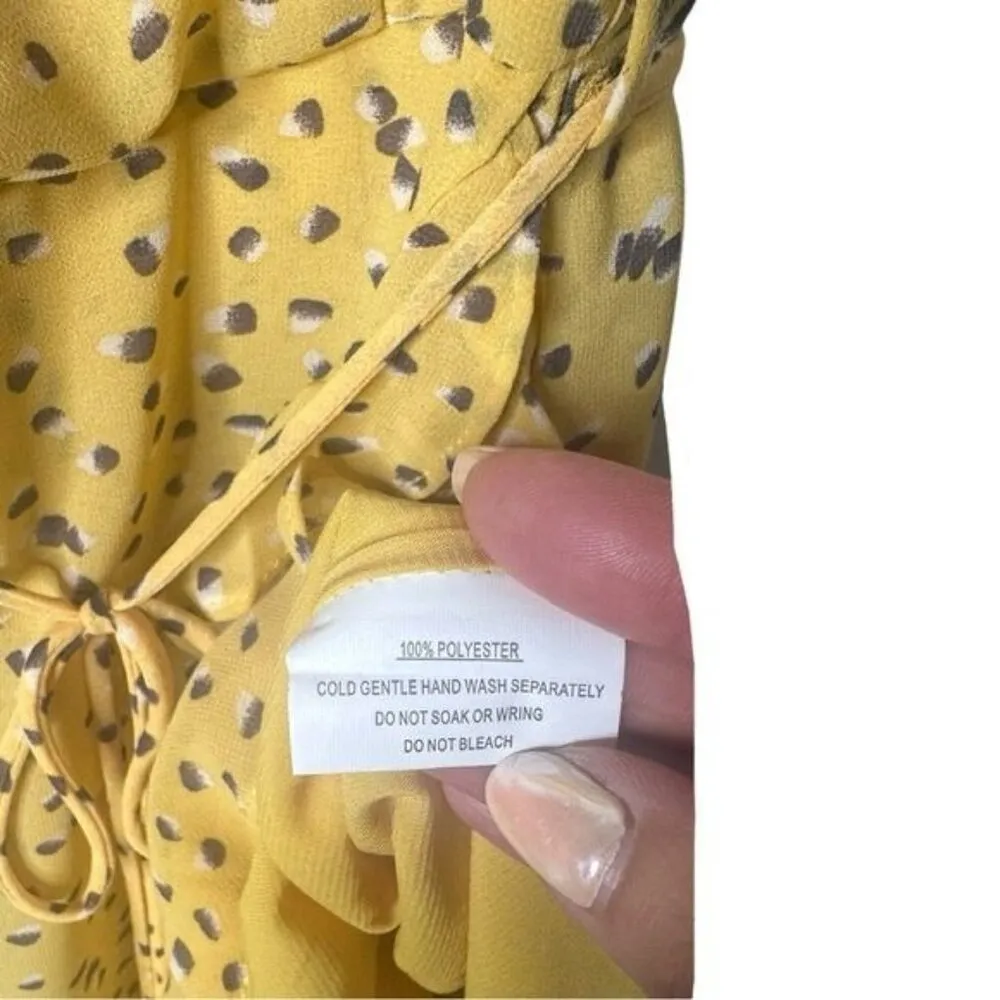 100% POLYESTER
COLD GENTLE HAND WASH SEPARATELY
DO NOT SOAK OR WRING
DO NOT BLEACH